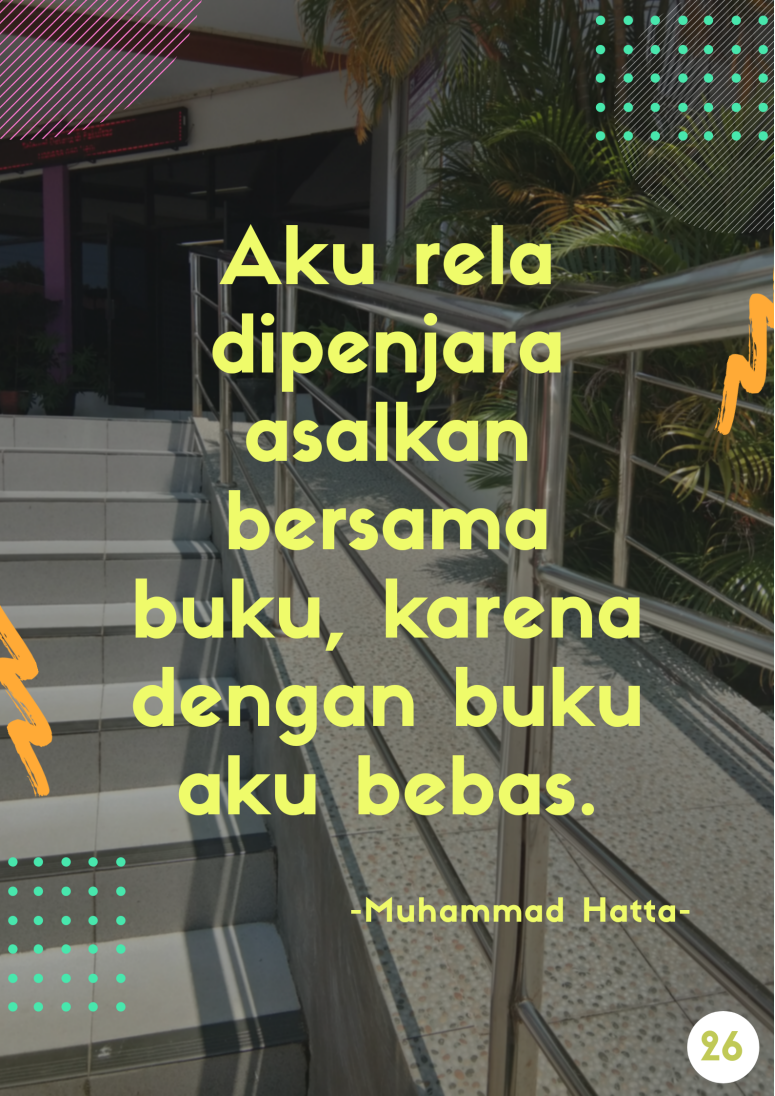 Aku rela
dipenjara
asalkan
bersama
buku, karena
dengan buku
aku bebas.
-Muhammad Hatta-
26